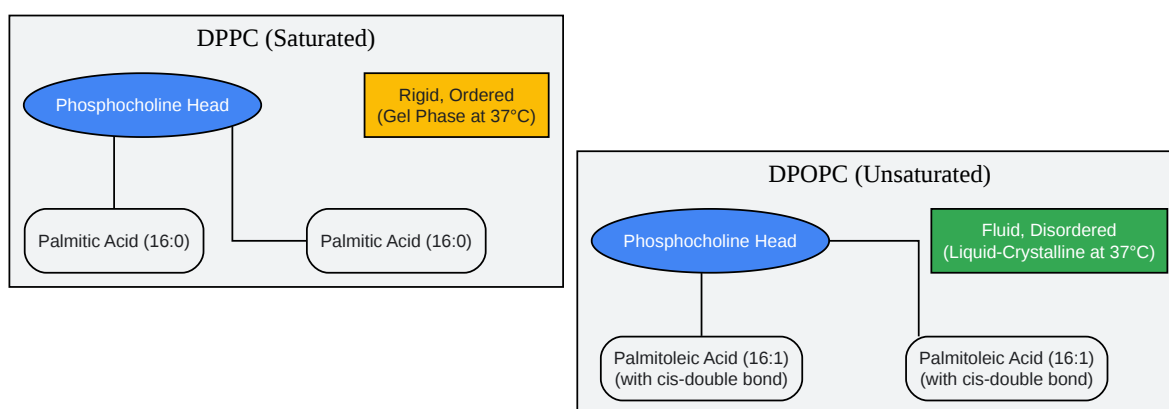 DPPC (Saturated)
Phosphocholine Head
Rigid, Ordered
(Gel Phase at 37°C)
Palmitic Acid (16:0)
Palmitic Acid (16:0)
DPOPC (Unsaturated)
Phosphocholine Head
Fluid, Disordered
(Liquid-Crystalline at 37°C)
Palmitoleic Acid (16:1)
(with cis-double bond)
Palmitoleic Acid (16:1)
(with cis-double bond)